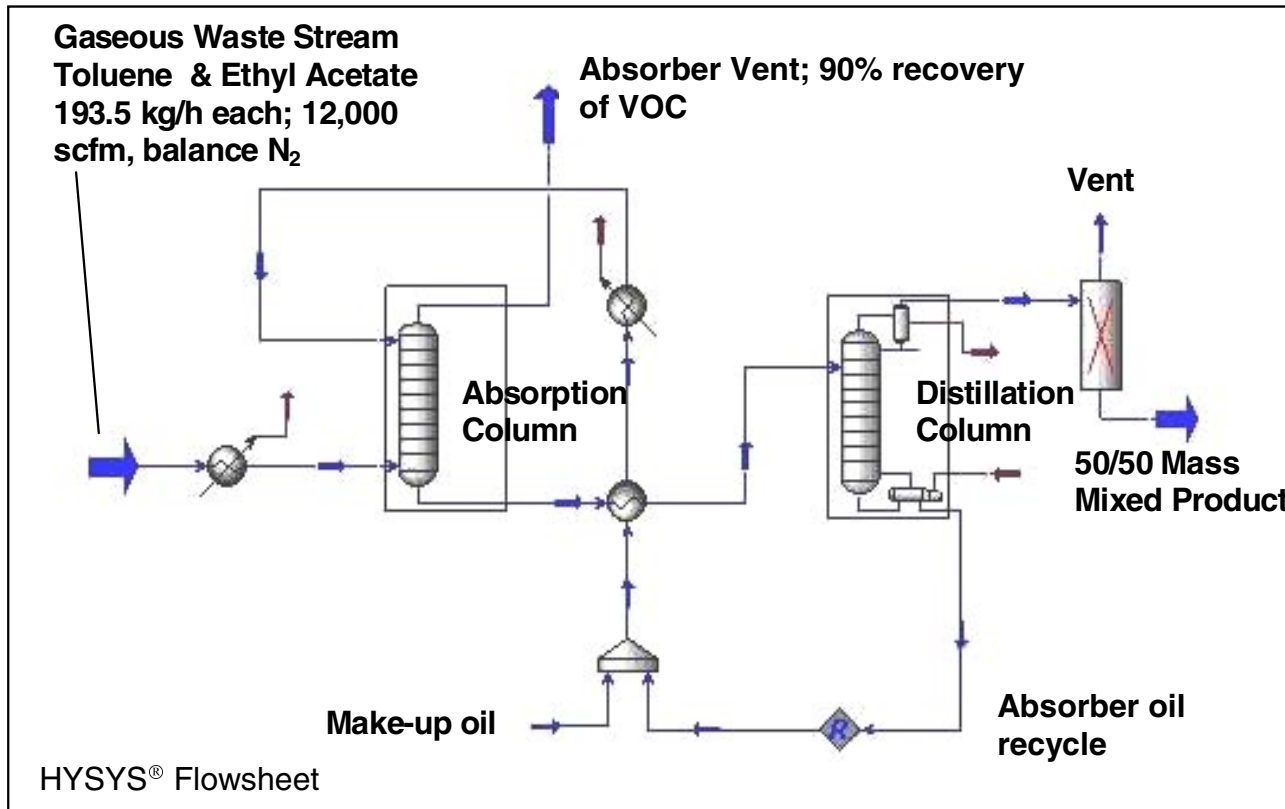 Gaseous Waste Stream
Toluene & Ethyl Acetate
193.5 kg/h each; 12,000
scfm, balance N₂
Absorber Vent; 90% recovery
of VOC
Vent
Absorption
Column
Distillation
Column
50/50 Mass
Mixed Product
Make-up oil
R
Absorber oil
recycle
HYSYS® Flowsheet